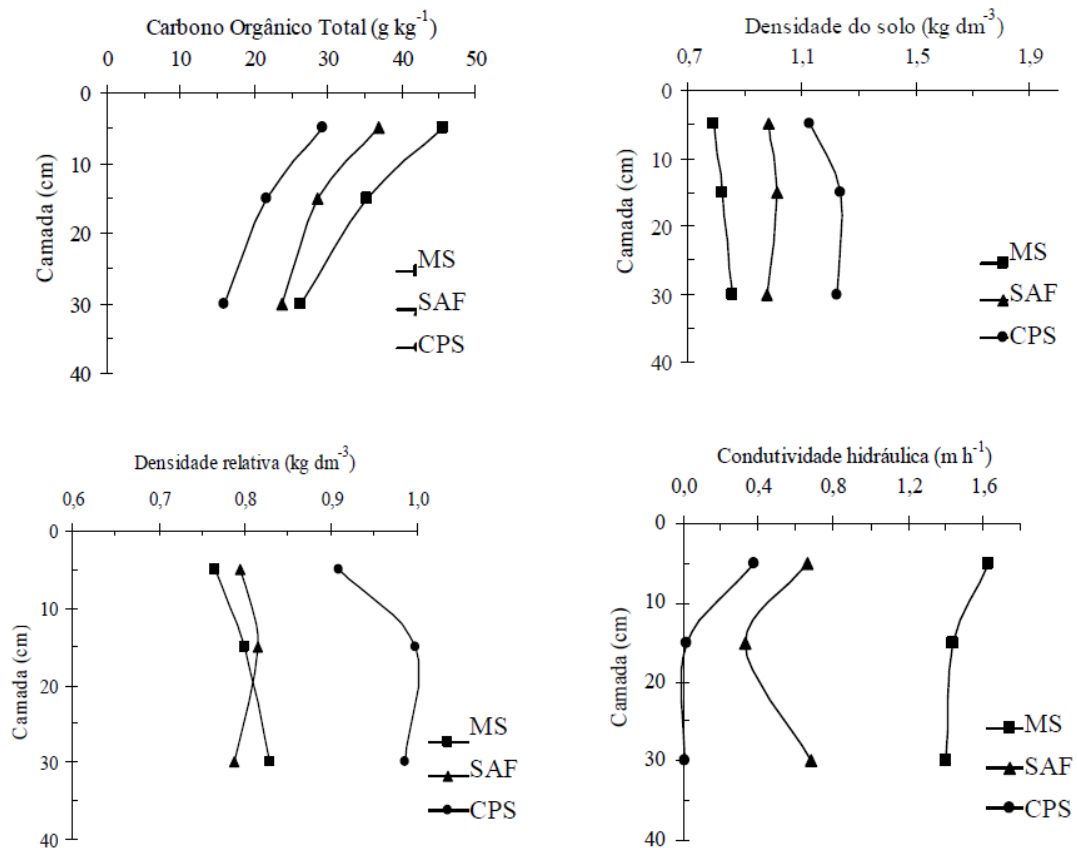 Carbono Orgânico Total (g kg-1)
0 10 20 30 40 50
0
10
20
30
40
Camada (cm)
MS
SAF
CPS
Densidade do solo (kg dm-3)
0,7 1,1 1,5 1,9
0
10
20
30
40
Camada (cm)
MS
SAF
CPS
Densidade relativa (kg dm-3)
0,6 0,7 0,8 0,9 1,0
0
10
20
30
40
Camada (cm)
MS
SAF
CPS
Condutividade hidráulica (m h-1)
0,0 0,4 0,8 1,2 1,6
0
10
20
30
40
Camada (cm)
MS
SAF
CPS